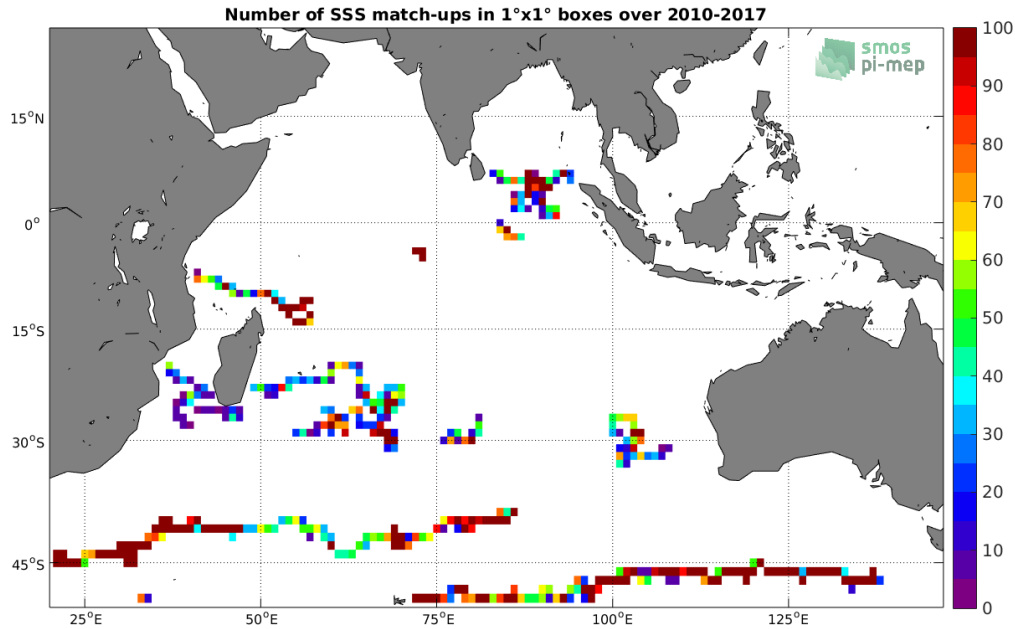 Number of SSS match-ups in 1°x1° boxes over 2010-2017
smos
pi-mep
15°N
0°
15°S
30°S
45°S
25°E
50°E
75°E
100°E
125°E
100
90
80
70
60
50
40
30
20
10
0